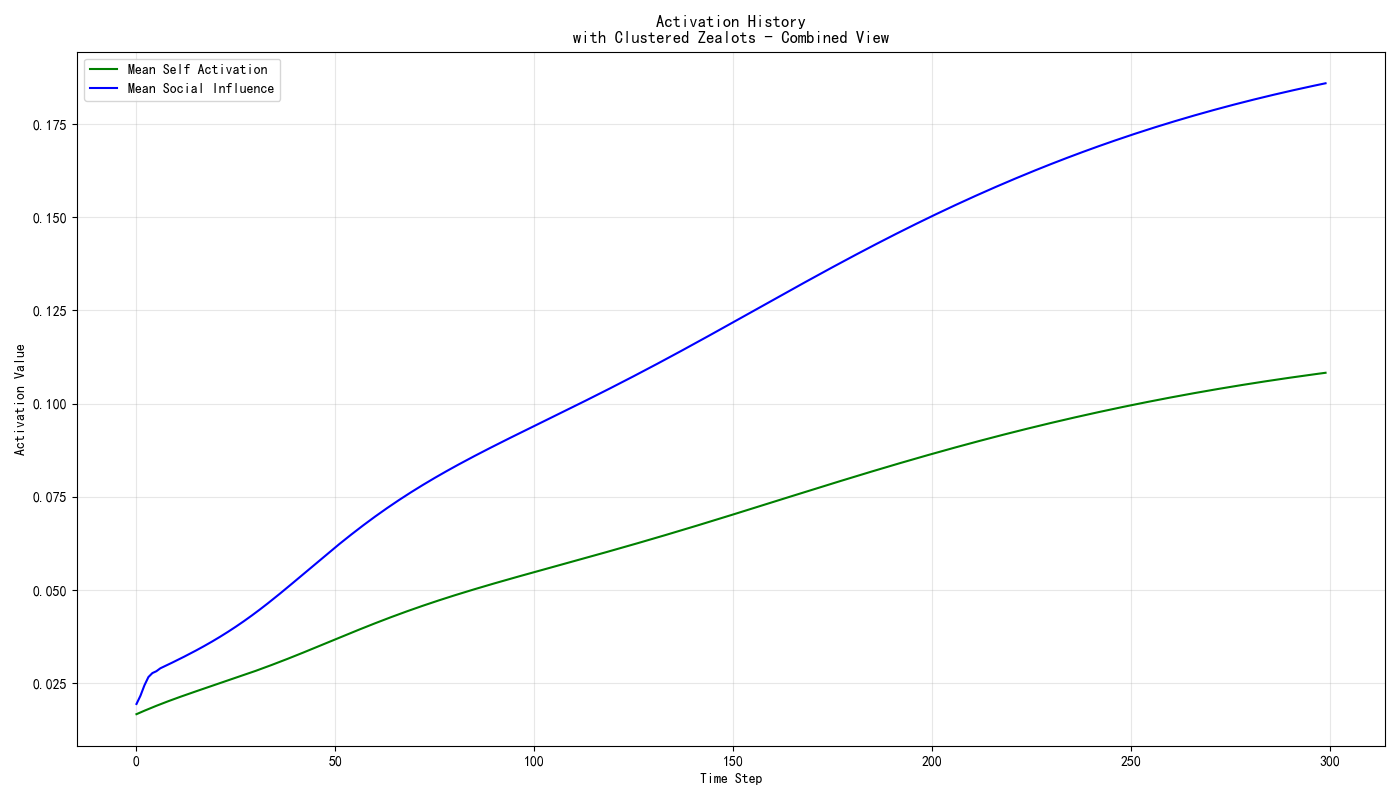 Activation History
with Clustered Zealots - Combined View
Mean Self Activation
Mean Social Influence
Activation Value
0.175
0.150
0.125
0.100
0.075
0.050
0.025
0
50
100
150
200
250
300
Time Step